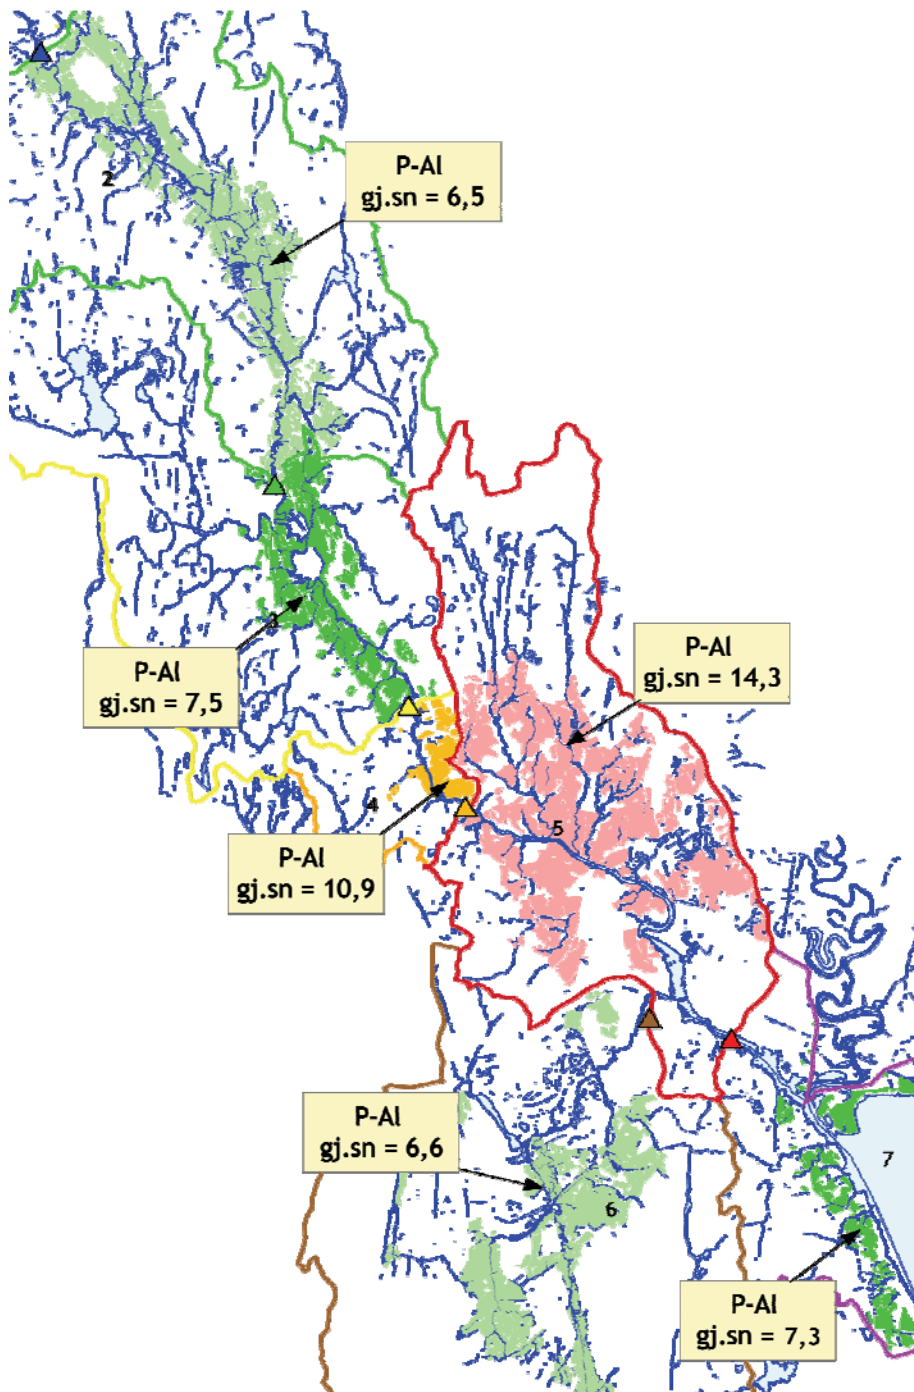 P-Al
gj.sn = 6,5
2
3
P-Al
gj.sn = 7,5
P-Al
gj.sn = 14,3
4
5
P-Al
gj.sn = 10,9
P-Al
gj.sn = 6,6
7
6
P-Al
gj.sn = 7,3